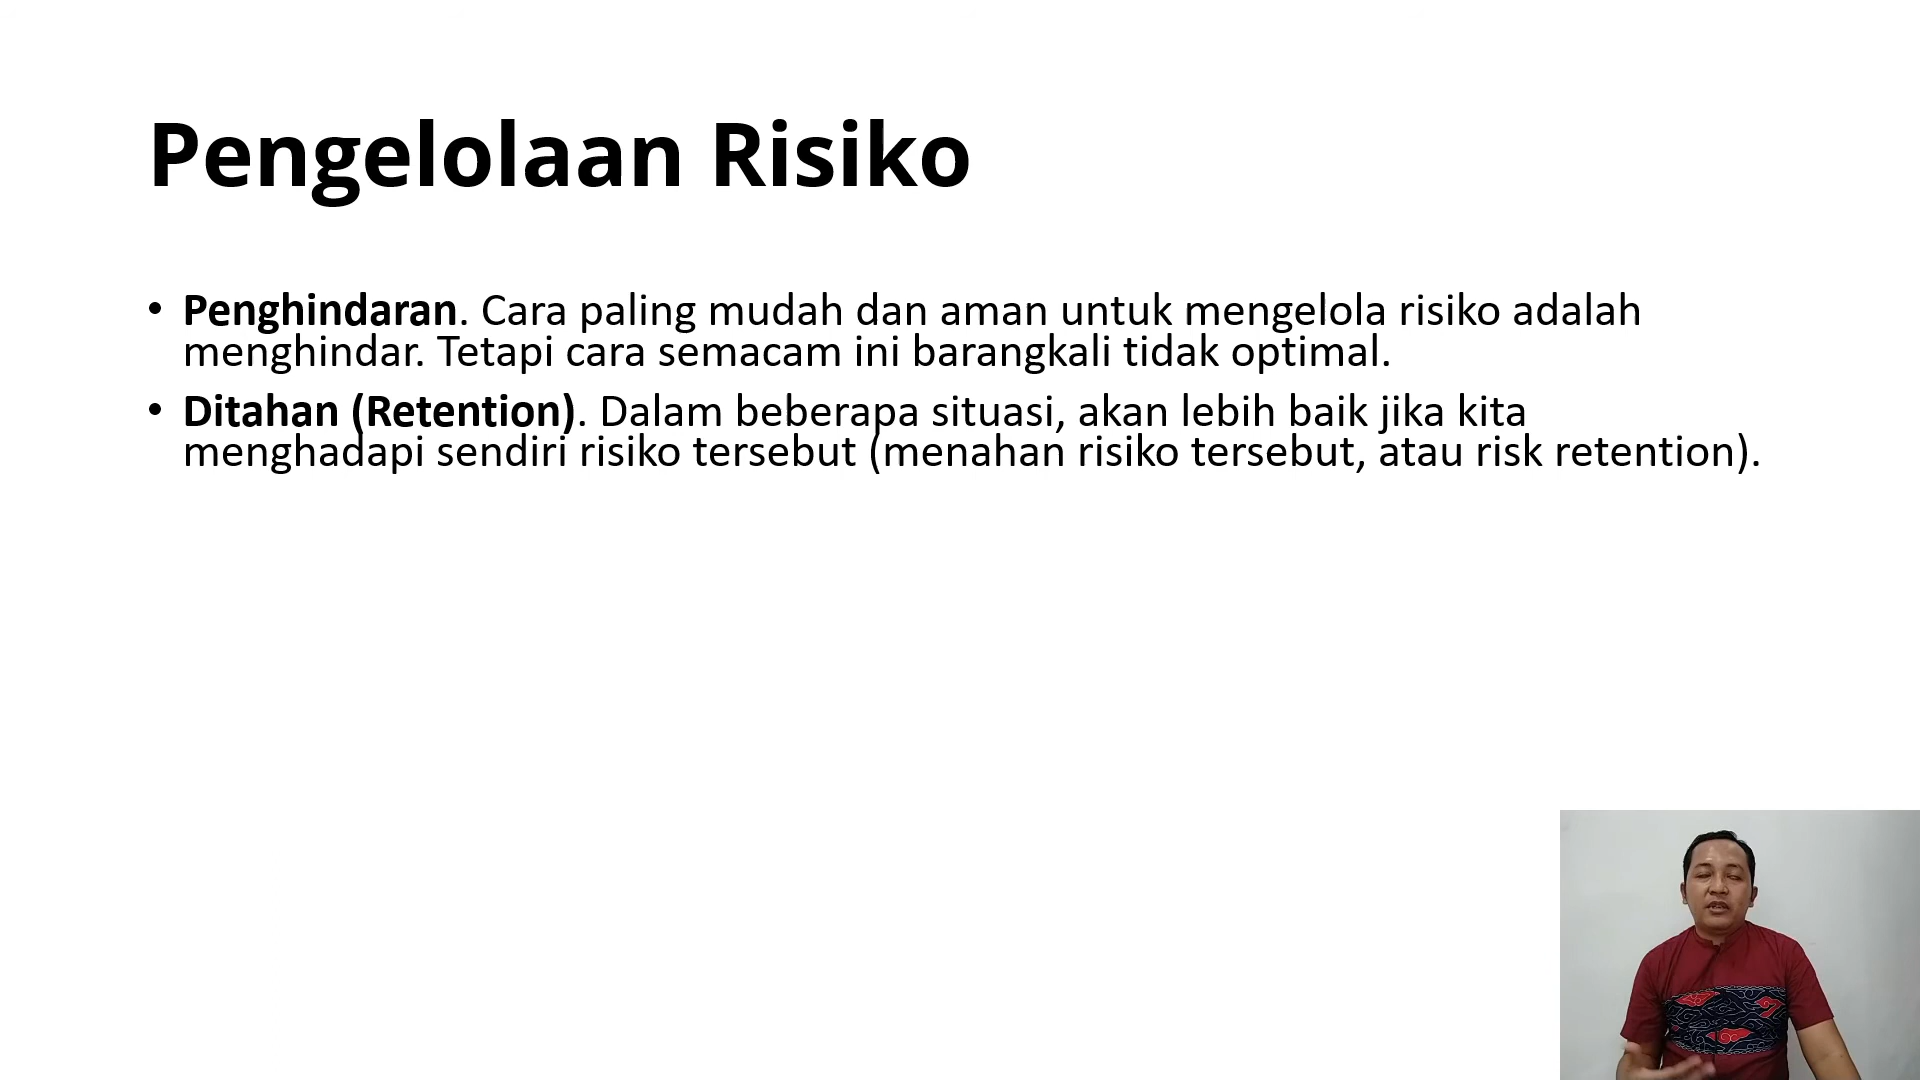 Pengelolaan Risiko
• Penghindaran. Cara paling mudah dan aman untuk mengelola risiko adalah
menghindar. Tetapi cara semacam ini barangkali tidak optimal.
• Ditahan (Retention). Dalam beberapa situasi, akan lebih baik jika kita
menghadapi sendiri risiko tersebut (menahan risiko tersebut, atau risk retention).